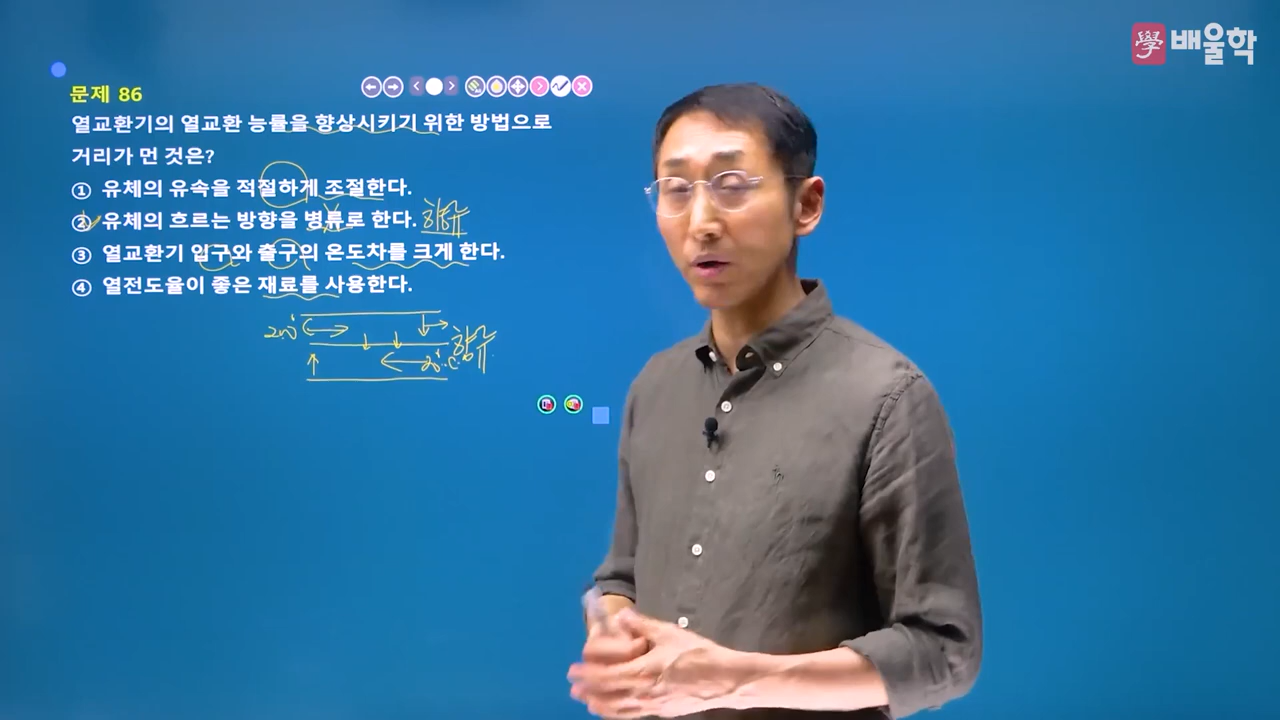 學 배울학
문제 86
열교환기의 열교환 능률을 향상시키기 위한 방법으로
거리가 먼 것은?
① 유체의 유속을 적절하게 조절한다.
② 유체의 흐르는 방향을 병류로 한다. 향류
③ 열교환기 입구와 출구의 온도차를 크게 한다.
④ 열전도율이 좋은 재료를 사용한다.
향류
20℃